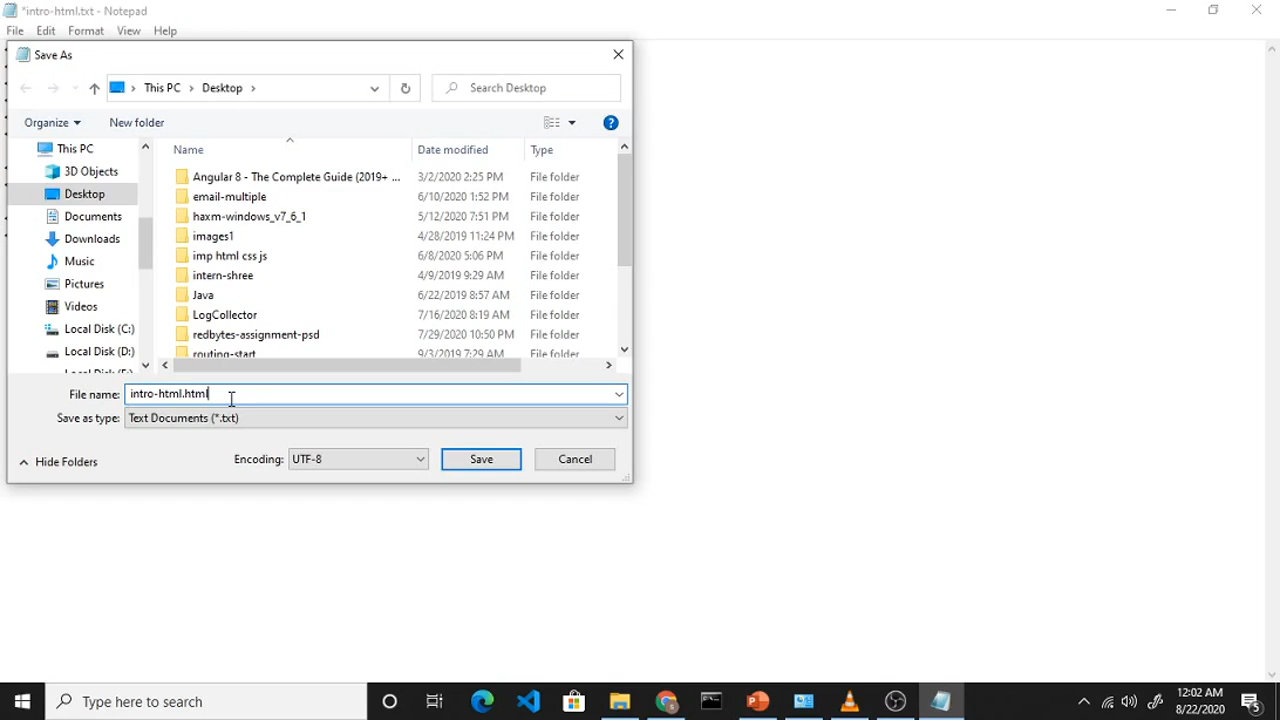 *intro-html.txt - Notepad
File Edit Format View Help
Save As
This PC Desktop
Search Desktop
Organize New folder
This PC
3D Objects
Desktop
Documents
Downloads
Music
Pictures
Videos
Local Disk (C:)
Local Disk (D:)
Name Date modified Type
Angular 8 - The Complete Guide (2019+ ... 3/2/2020 2:25 PM File folder
email-multiple 6/10/2020 1:52 PM File folder
haxm-windows_v7_6_1 5/12/2020 7:51 PM File folder
images1 4/28/2019 11:24 PM File folder
imp html css js 6/8/2020 5:06 PM File folder
intern-shree 4/9/2019 9:29 AM File folder
Java 6/22/2019 8:57 AM File folder
LogCollector 7/16/2020 8:19 AM File folder
redbytes-assignment-psd 7/29/2020 10:50 PM File folder
routing-start 9/3/2019 7:29 AM File folder
File name: intro-html.html
Save as type: Text Documents (*.txt)
Hide Folders
Encoding: UTF-8
Save
Cancel
Type here to search
12:02 AM
8/22/2020
5